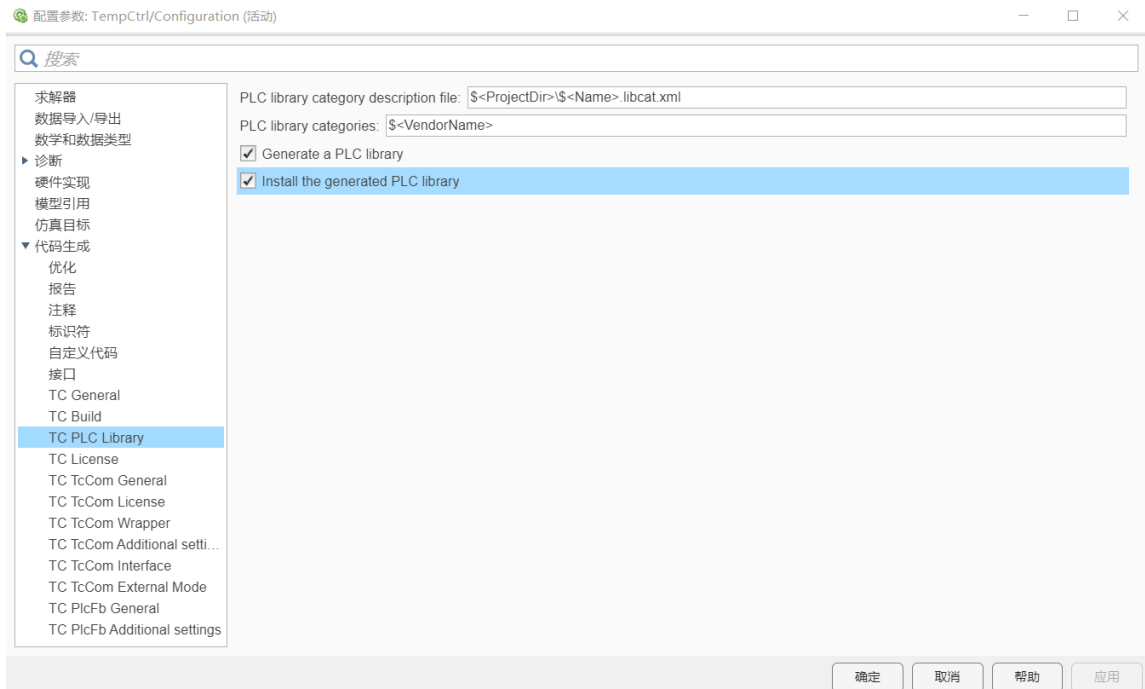 配置参数: TempCtrl/Configuration (活动)
搜索
求解器
数据导入/导出
数学和数据类型
诊断
硬件实现
模型引用
仿真目标
代码生成
优化
报告
注释
标识符
自定义代码
接口
TC General
TC Build
TC PLC Library
TC License
TC TcCom General
TC TcCom License
TC TcCom Wrapper
TC TcCom Additional setti...
TC TcCom Interface
TC TcCom External Mode
TC PlcFb General
TC PlcFb Additional settings
PLC library category description file: $<ProjectDir>\$<Name>.libcat.xml
PLC library categories: $<VendorName>
Generate a PLC library
Install the generated PLC library
确定 取消 帮助 应用